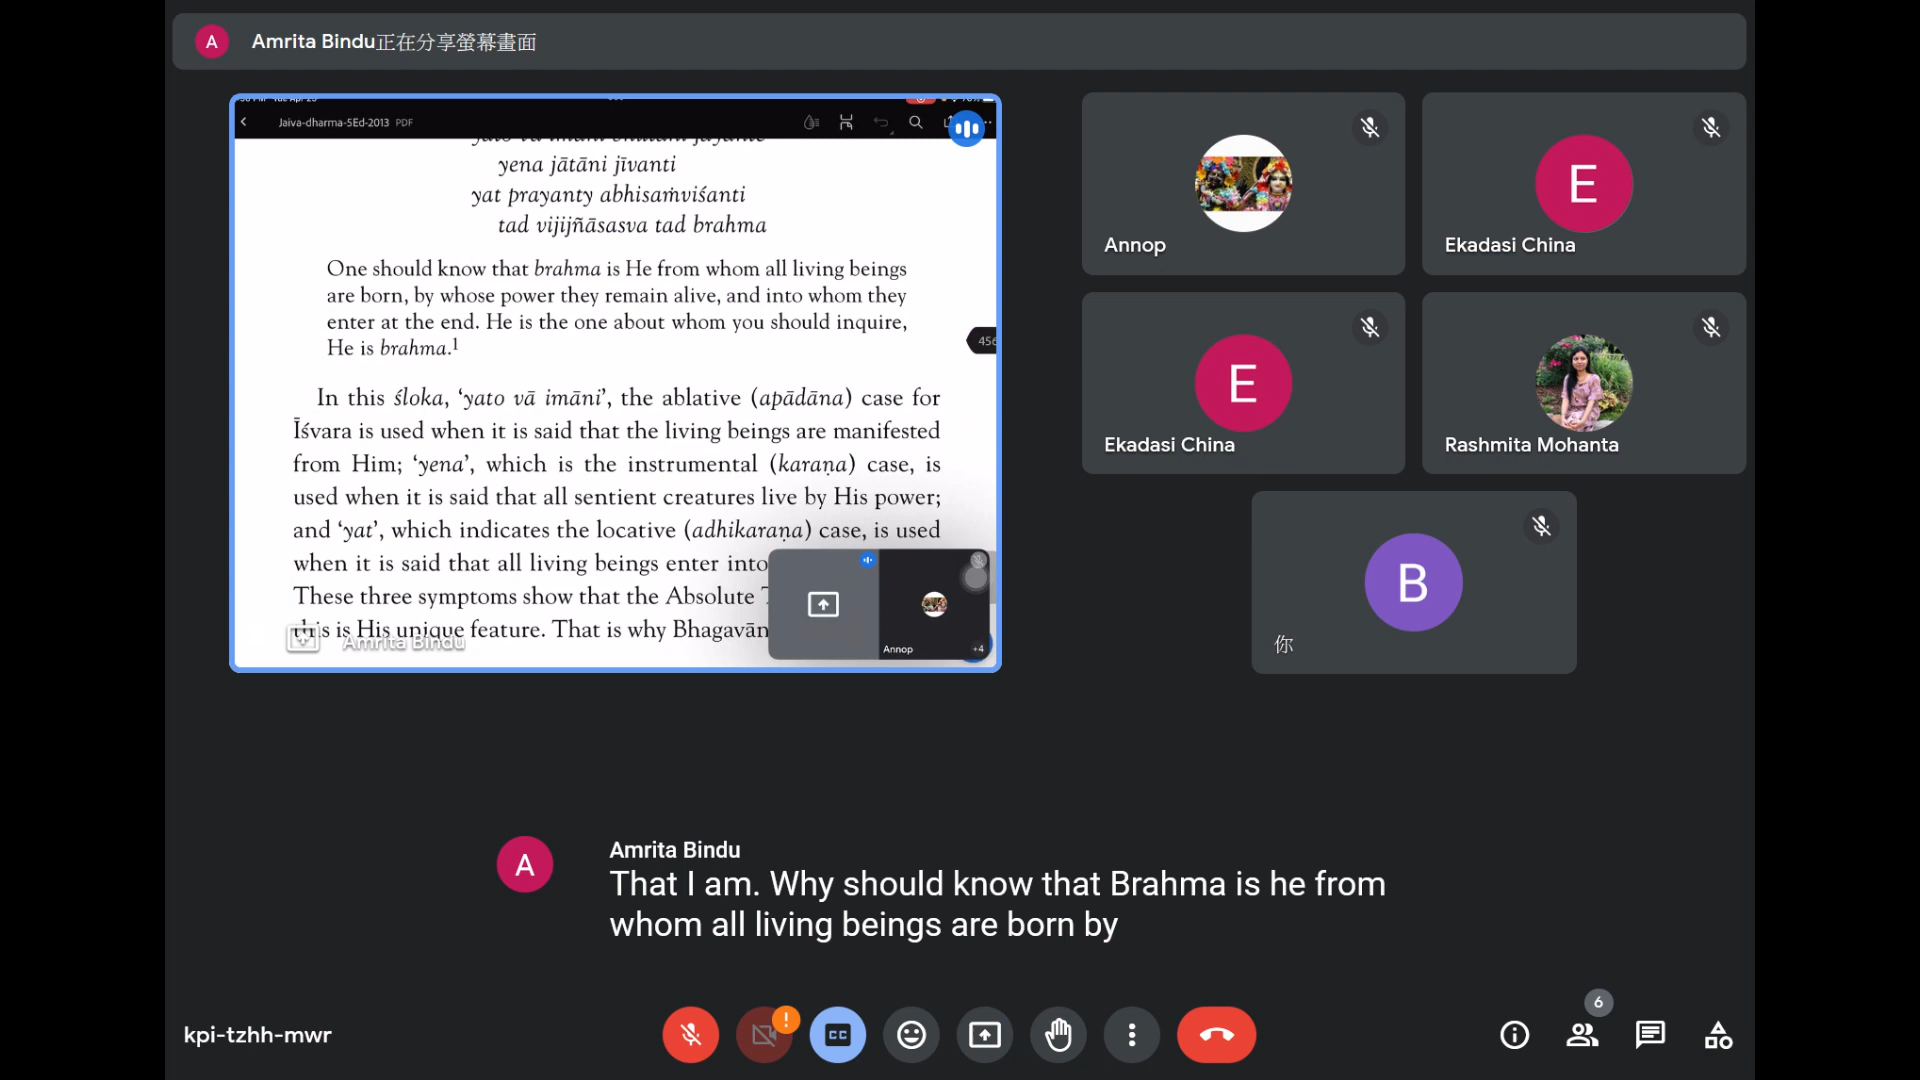 A Amrita Bindu正在分享螢幕畫面
Jaiva-dharma-5Ed-2013 PDF
yena jātāni jīvanti
yat prayanty abhisaṁviśanti
tad vijijñāsasva tad brahma
One should know that brahma is He from whom all living beings
are born, by whose power they remain alive, and into whom they
enter at the end. He is the one about whom you should inquire,
He is brahma.1
456
In this śloka, ‘yato vā imāni’, the ablative (apādāna) case for
Īśvara is used when it is said that the living beings are manifested
from Him; ‘yena’, which is the instrumental (karaṇa) case, is
used when it is said that all sentient creatures live by His power;
and ‘yat’, which indicates the locative (adhikaraṇa) case, is used
when it is said that all living beings enter into
These three symptoms show that the Absolute
this is His unique feature. That is why Bhagavān
Amrita Bindu
Annop
+4
Annop
E
Ekadasi China
E
Ekadasi China
Rashmita Mohanta
B
你
A
Amrita Bindu
That I am. Why should know that Brahma is he from
whom all living beings are born by
kpi-tzhh-mwr
!
CC
6